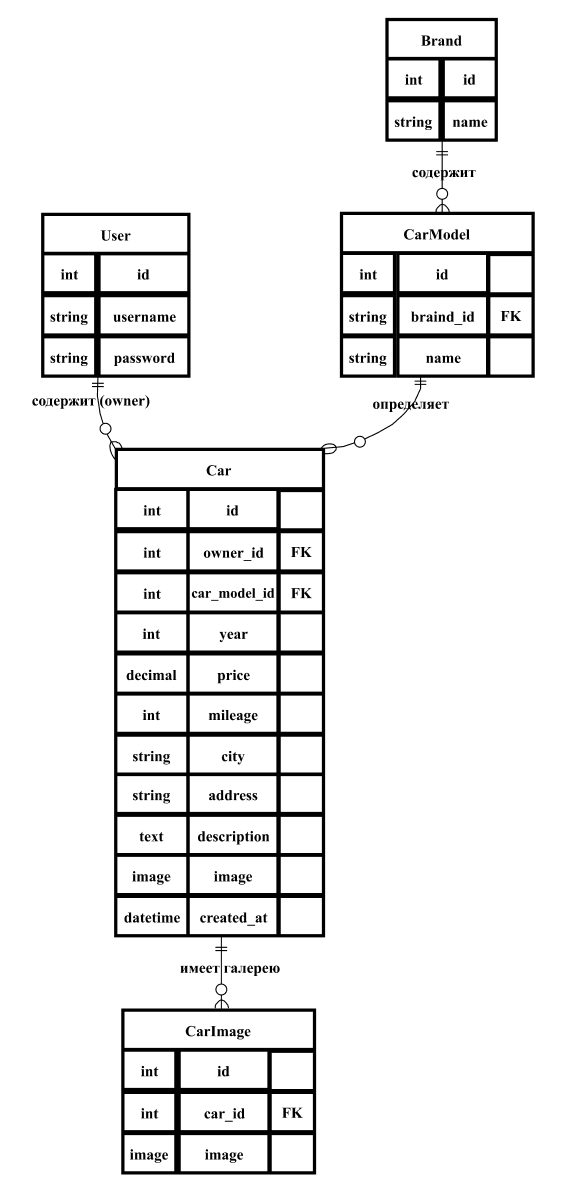 Brand
int id
string name
содержит
User
int id
string username
string password
CarModel
int id
string braind_id FK
string name
содержит (owner)
определяет
Car
int id
int owner_id FK
int car_model_id FK
int year
decimal price
int mileage
string city
string address
text description
image image
datetime created_at
имеет галерею
CarImage
int id
int car_id FK
image image